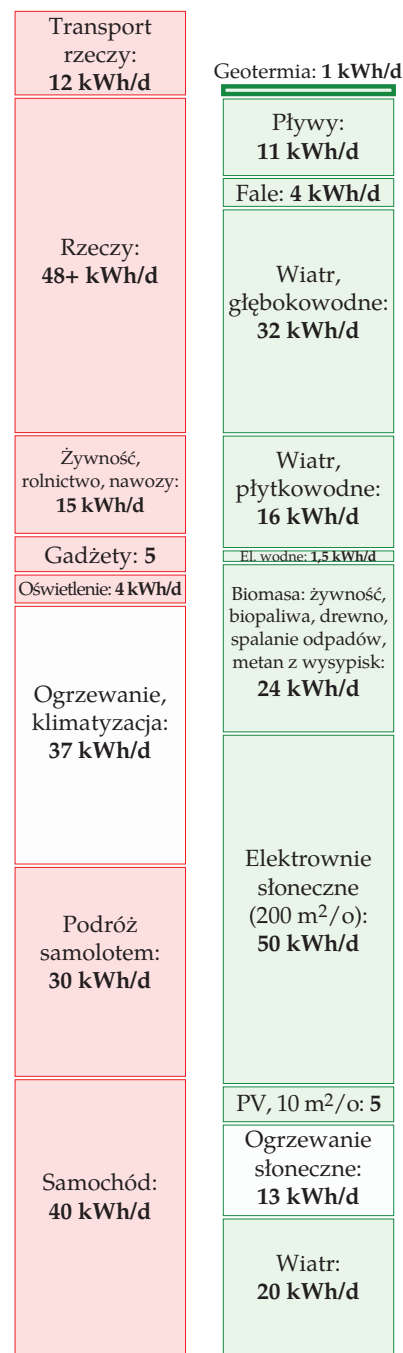 Transport
rzeczy:
12 kWh/d
Rzeczy:
48+ kWh/d
Żywność,
rolnictwo, nawozy:
15 kWh/d
Gadżety: 5
Oświetlenie: 4 kWh/d
Ogrzewanie,
klimatyzacja:
37 kWh/d
Podróż
samolotem:
30 kWh/d
Samochód:
40 kWh/d
Geotermia: 1 kWh/d
Pływy:
11 kWh/d
Fale: 4 kWh/d
Wiatr,
głębokowodne:
32 kWh/d
Wiatr,
płytkowodne:
16 kWh/d
El. wodne: 1,5 kWh/d
Biomasa: żywność,
biopaliwa, drewno,
spalanie odpadów,
metan z wysypisk:
24 kWh/d
Elektrownie
słoneczne
(200 m²/o):
50 kWh/d
PV, 10 m²/o: 5
Ogrzewanie
słoneczne:
13 kWh/d
Wiatr:
20 kWh/d